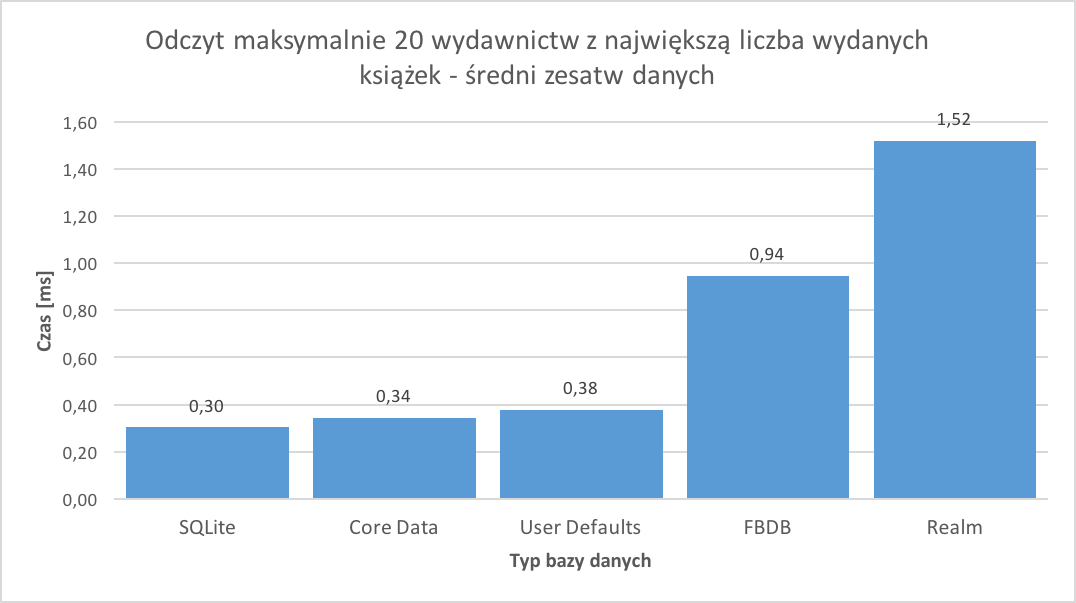 Odczyt maksymalnie 20 wydawnictw z największą liczba wydanych
książek - średni zesatw danych
1,60
1,40
1,20
1,00
0,80
0,60
0,40
0,20
0,00
Czas [ms]
0,30
0,34
0,38
0,94
1,52
SQLite
Core Data
User Defaults
FBDB
Realm
Typ bazy danych